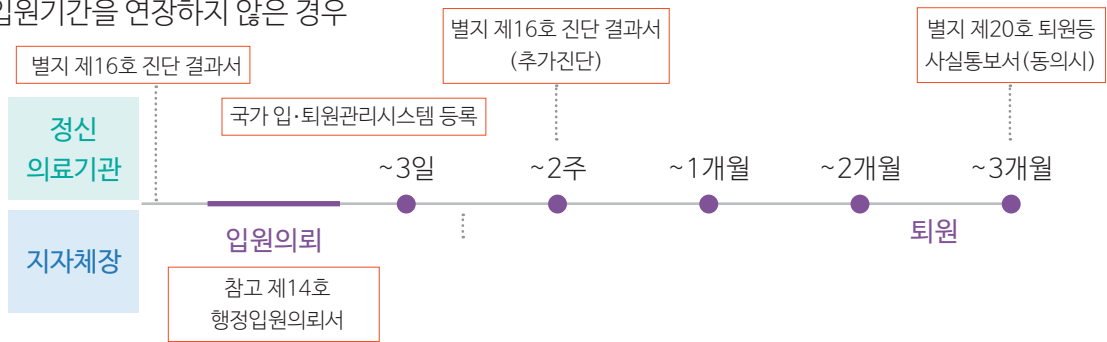 입원기간을 연장하지 않은 경우
별지 제16호 진단 결과서
별지 제16호 진단 결과서
(추가진단)
별지 제20호 퇴원등
사실통보서(동의시)
국가 입·퇴원관리시스템 등록
정신
의료기관
~3일
~2주
~1개월
~2개월
~3개월
지자체장
입원의뢰
퇴원
참고 제14호
행정입원의뢰서